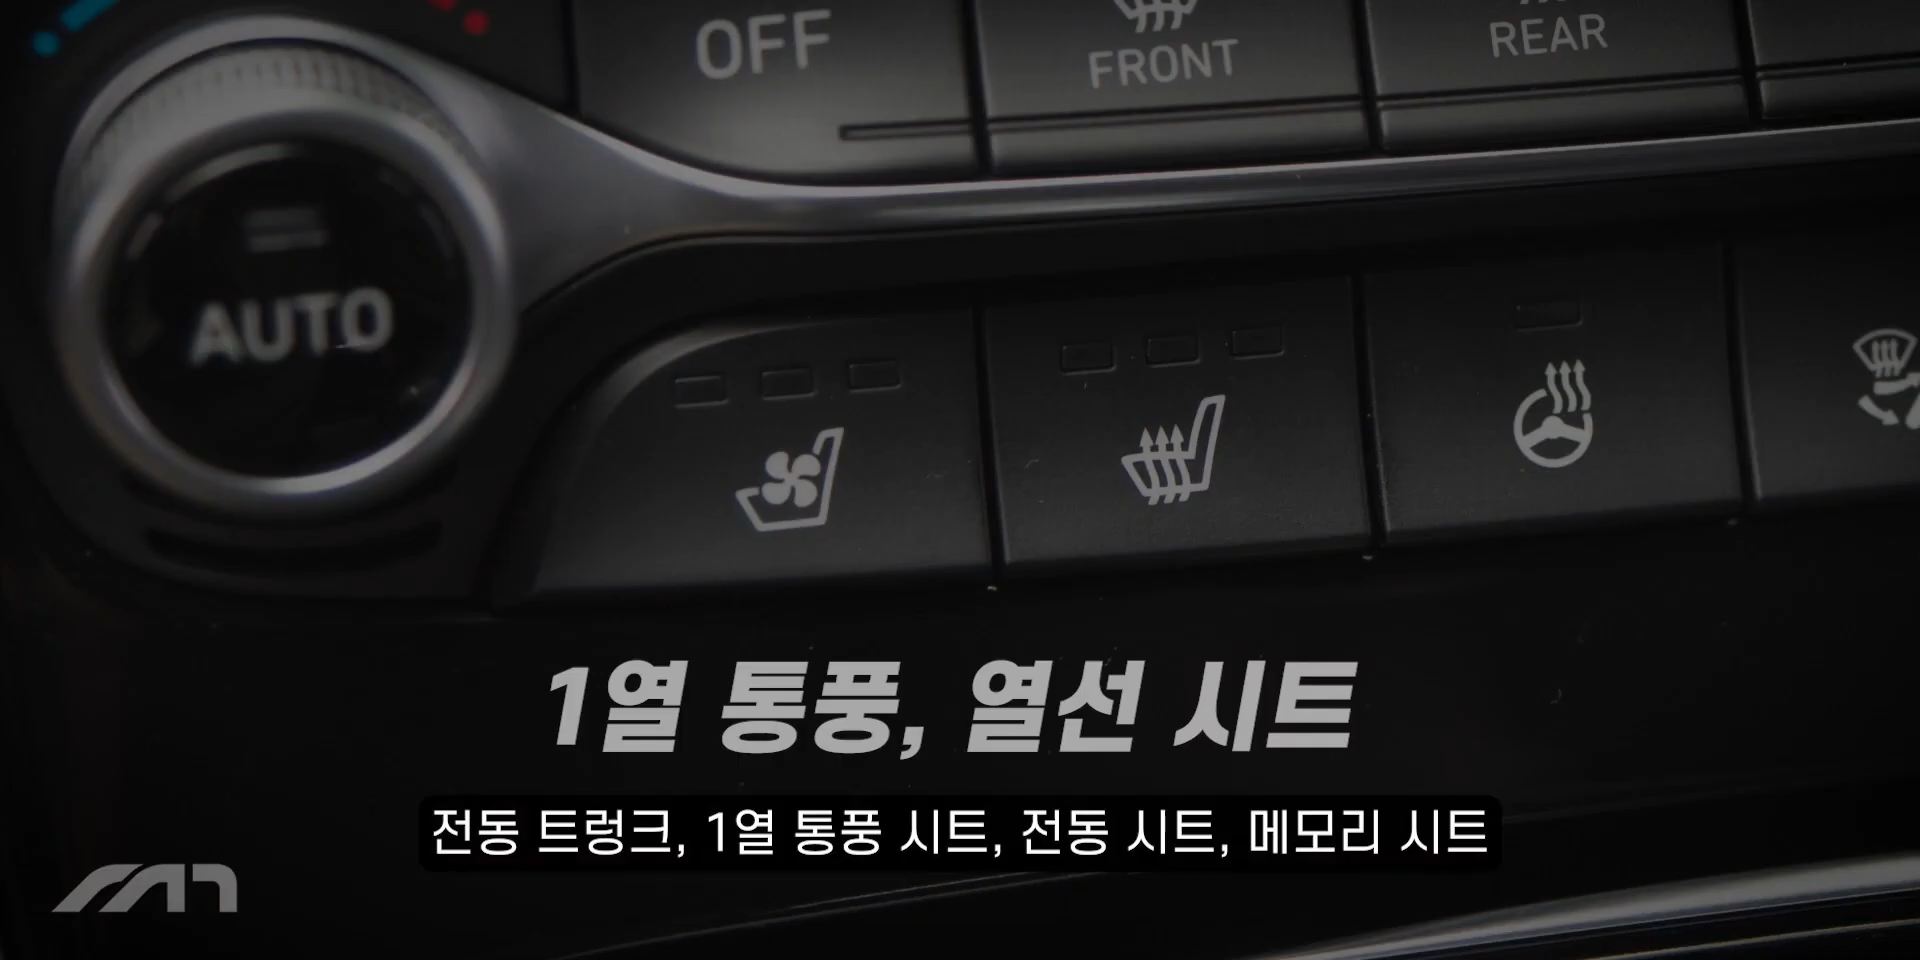 OFF
FRONT
REAR
AUTO
1열 통풍, 열선 시트
전동 트렁크, 1열 통풍 시트, 전동 시트, 메모리 시트